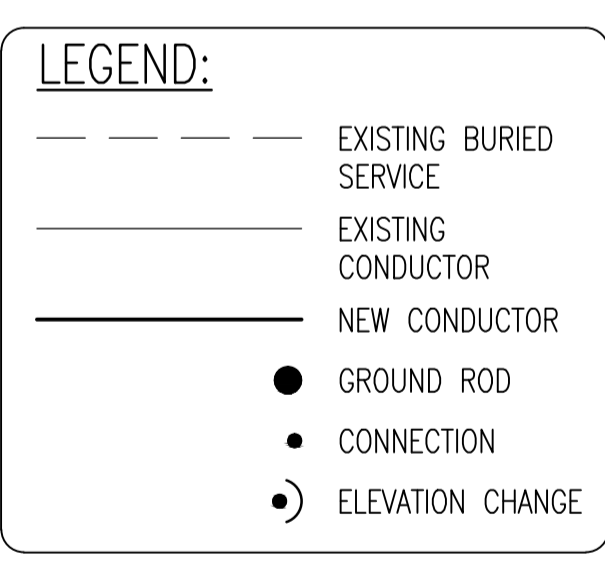 LEGEND:
EXISTING BURIED
SERVICE
EXISTING
CONDUCTOR
NEW CONDUCTOR
GROUND ROD
CONNECTION
ELEVATION CHANGE